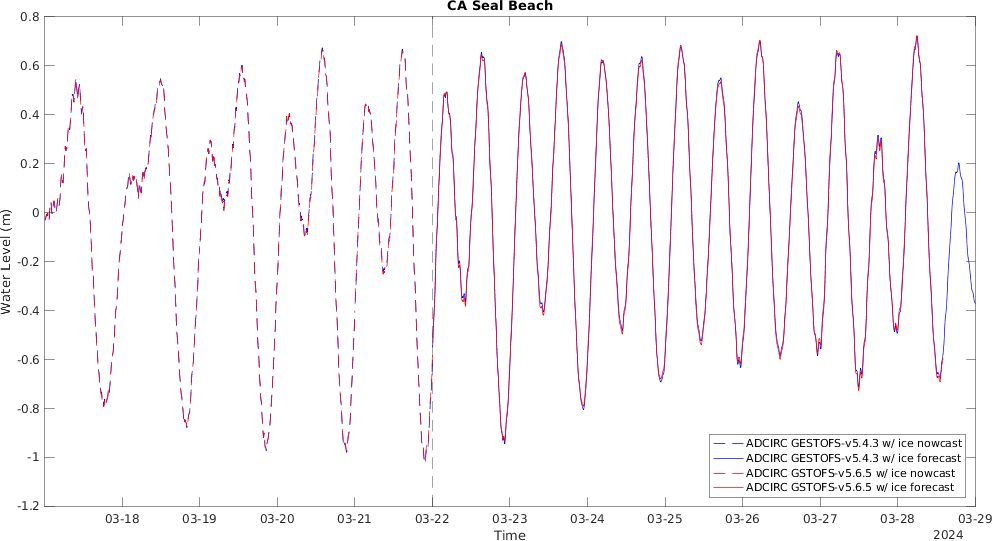 CA Seal Beach
0.8
0.6
0.4
0.2
0
-0.2
-0.4
-0.6
-0.8
-1
-1.2
Water Level (m)
ADCIRC GESTOFS-v5.4.3 w/ ice nowcast
ADCIRC GESTOFS-v5.4.3 w/ ice forecast
ADCIRC GSTOFS-v5.6.5 w/ ice nowcast
ADCIRC GSTOFS-v5.6.5 w/ ice forecast
03-18 03-19 03-20 03-21 03-22 03-23 03-24 03-25 03-26 03-27 03-28 03-29
Time
2024